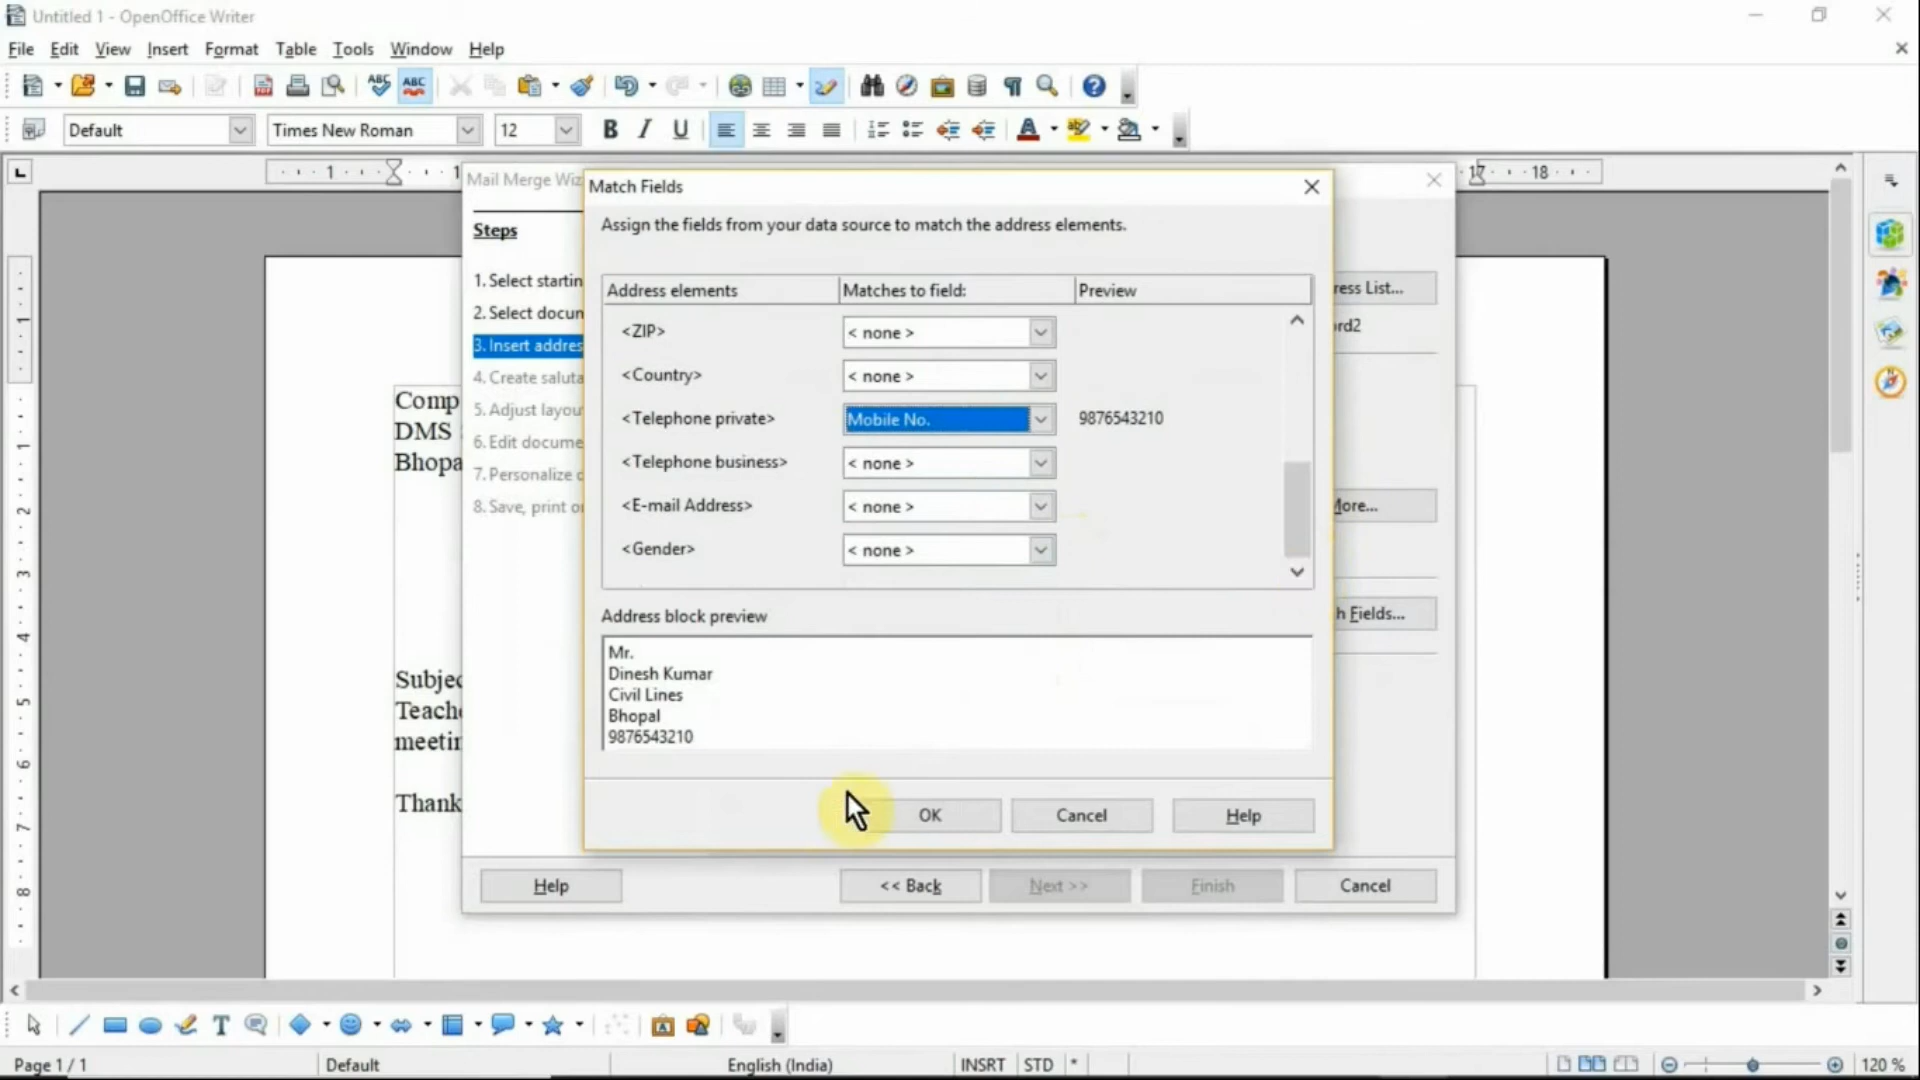 Untitled 1 - OpenOffice Writer
File Edit View Insert Format Table Tools Window Help
Default Times New Roman 12
Mail Merge Wiz
Match Fields
Assign the fields from your data source to match the address elements.
Steps
1. Select startin
2. Select docum
3. Insert addres
4. Create saluta
5. Adjust layou
6. Edit docume
7. Personalize d
8. Save, print o
Address elements Matches to field: Preview
<ZIP> < none >
<Country> < none >
<Telephone private> Mobile No. 9876543210
<Telephone business> < none >
<E-mail Address> < none >
<Gender> < none >
Address block preview
Mr.
Dinesh Kumar
Civil Lines
Bhopal
9876543210
OK Cancel Help
ress List...
rd2
More...
h Fields...
Help << Back Next >> Finish Cancel
Comp
DMS
Bhopa
Subjec
Teache
meetin
Thank
Page 1 / 1 Default English (India) INSRT STD * 120 %